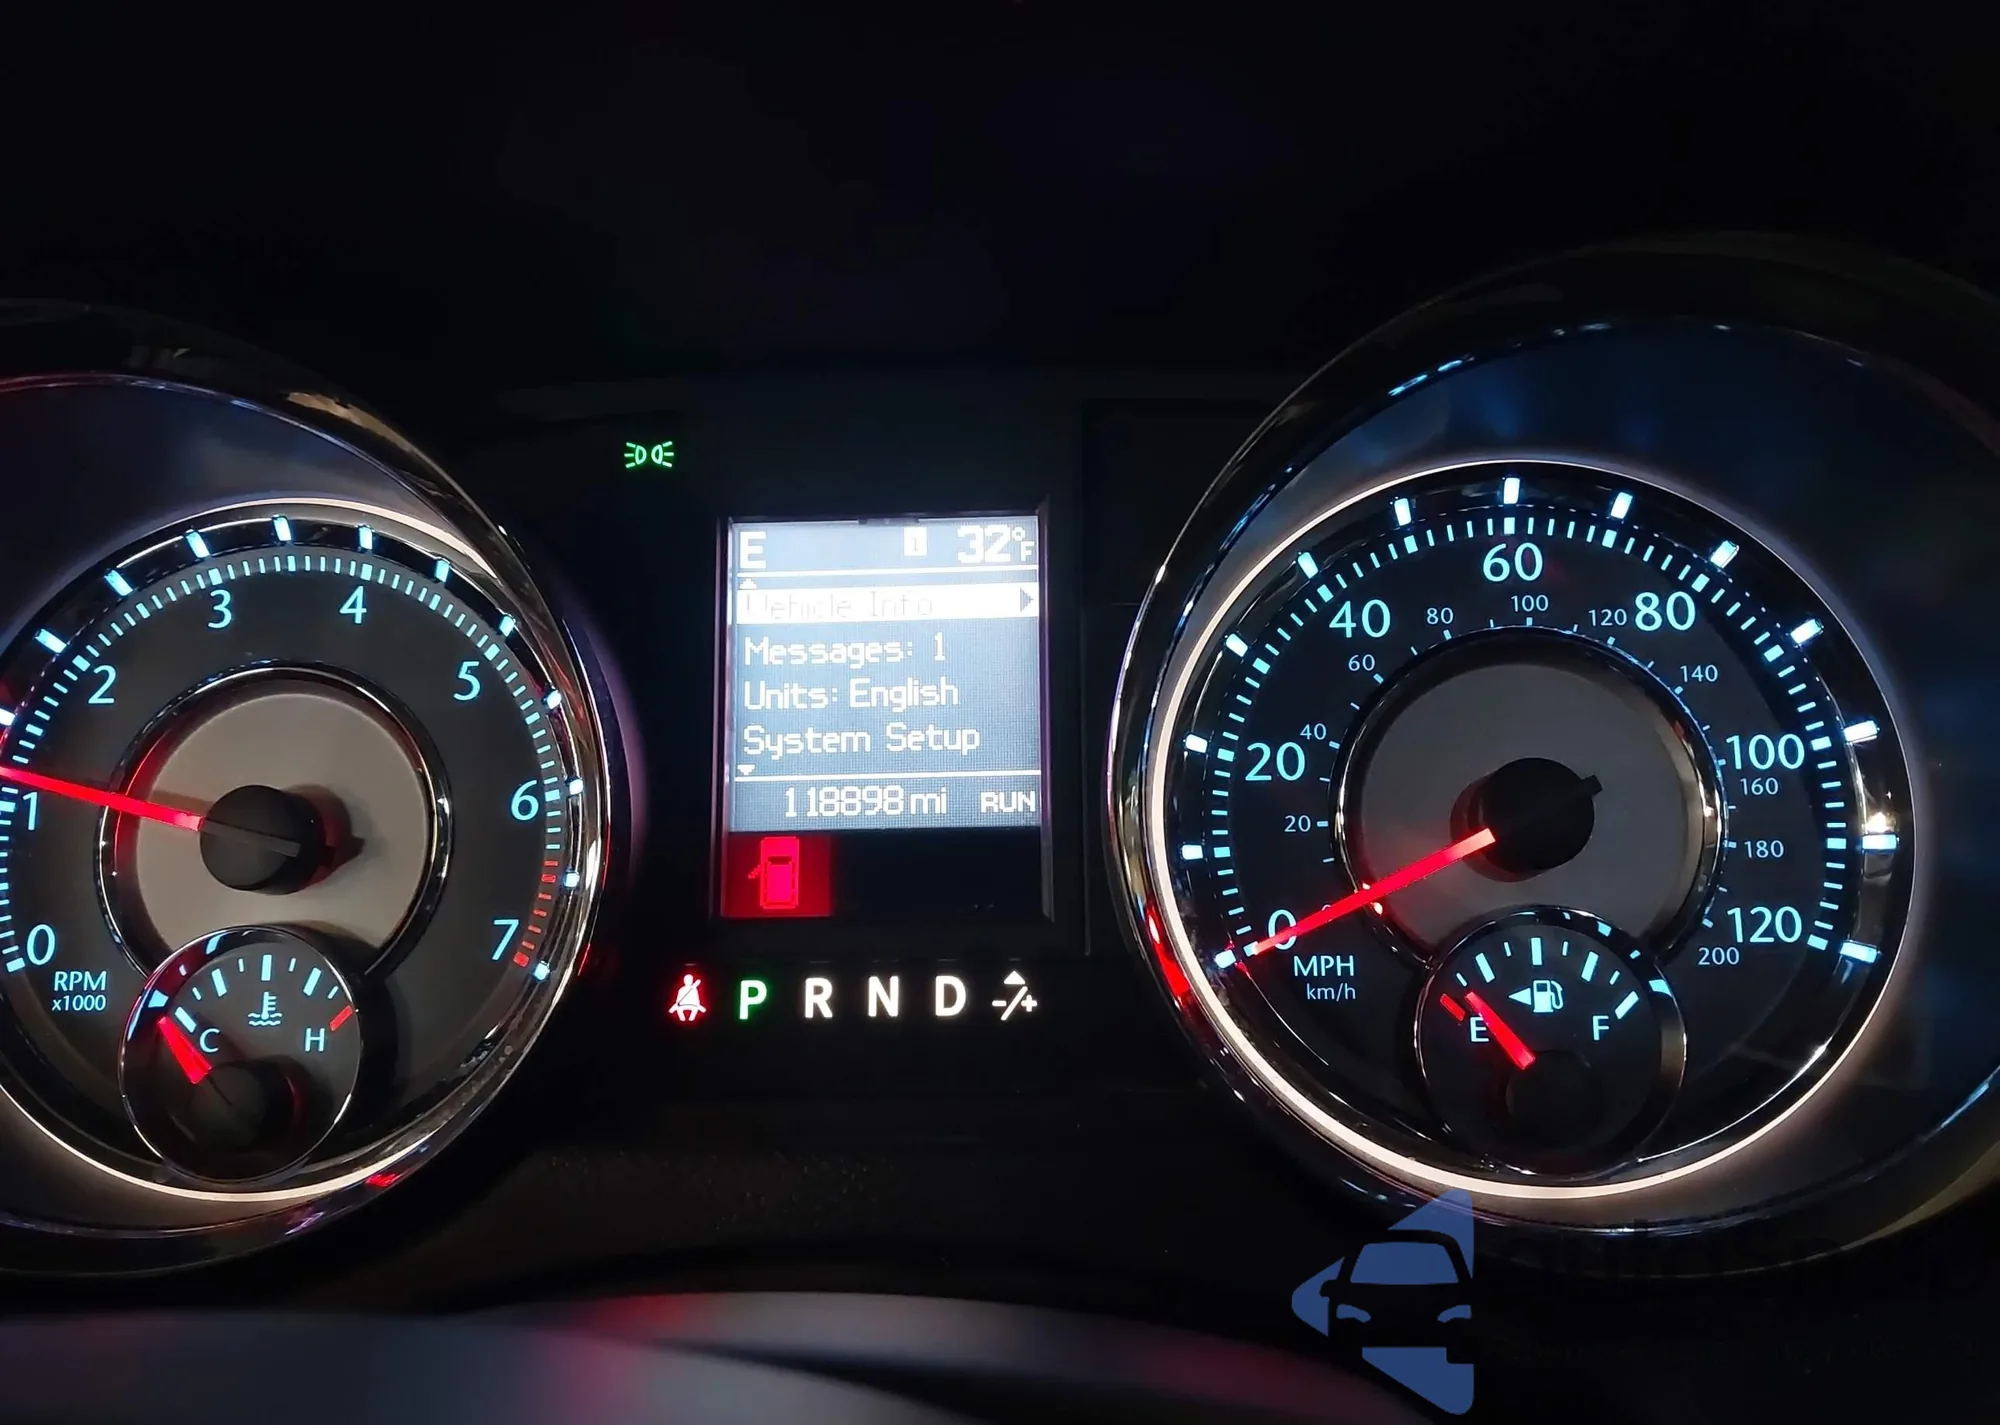 0
1
2
3
4
5
6
7
RPM
x1000
C
H
E
32°F
Vehicle Info
Messages: 1
Units: English
System Setup
118898 mi RUN
P R N D -/+
0
20
40
60
80
100
120
20
40
60
80
100
120
140
160
180
200
MPH
km/h
E
F